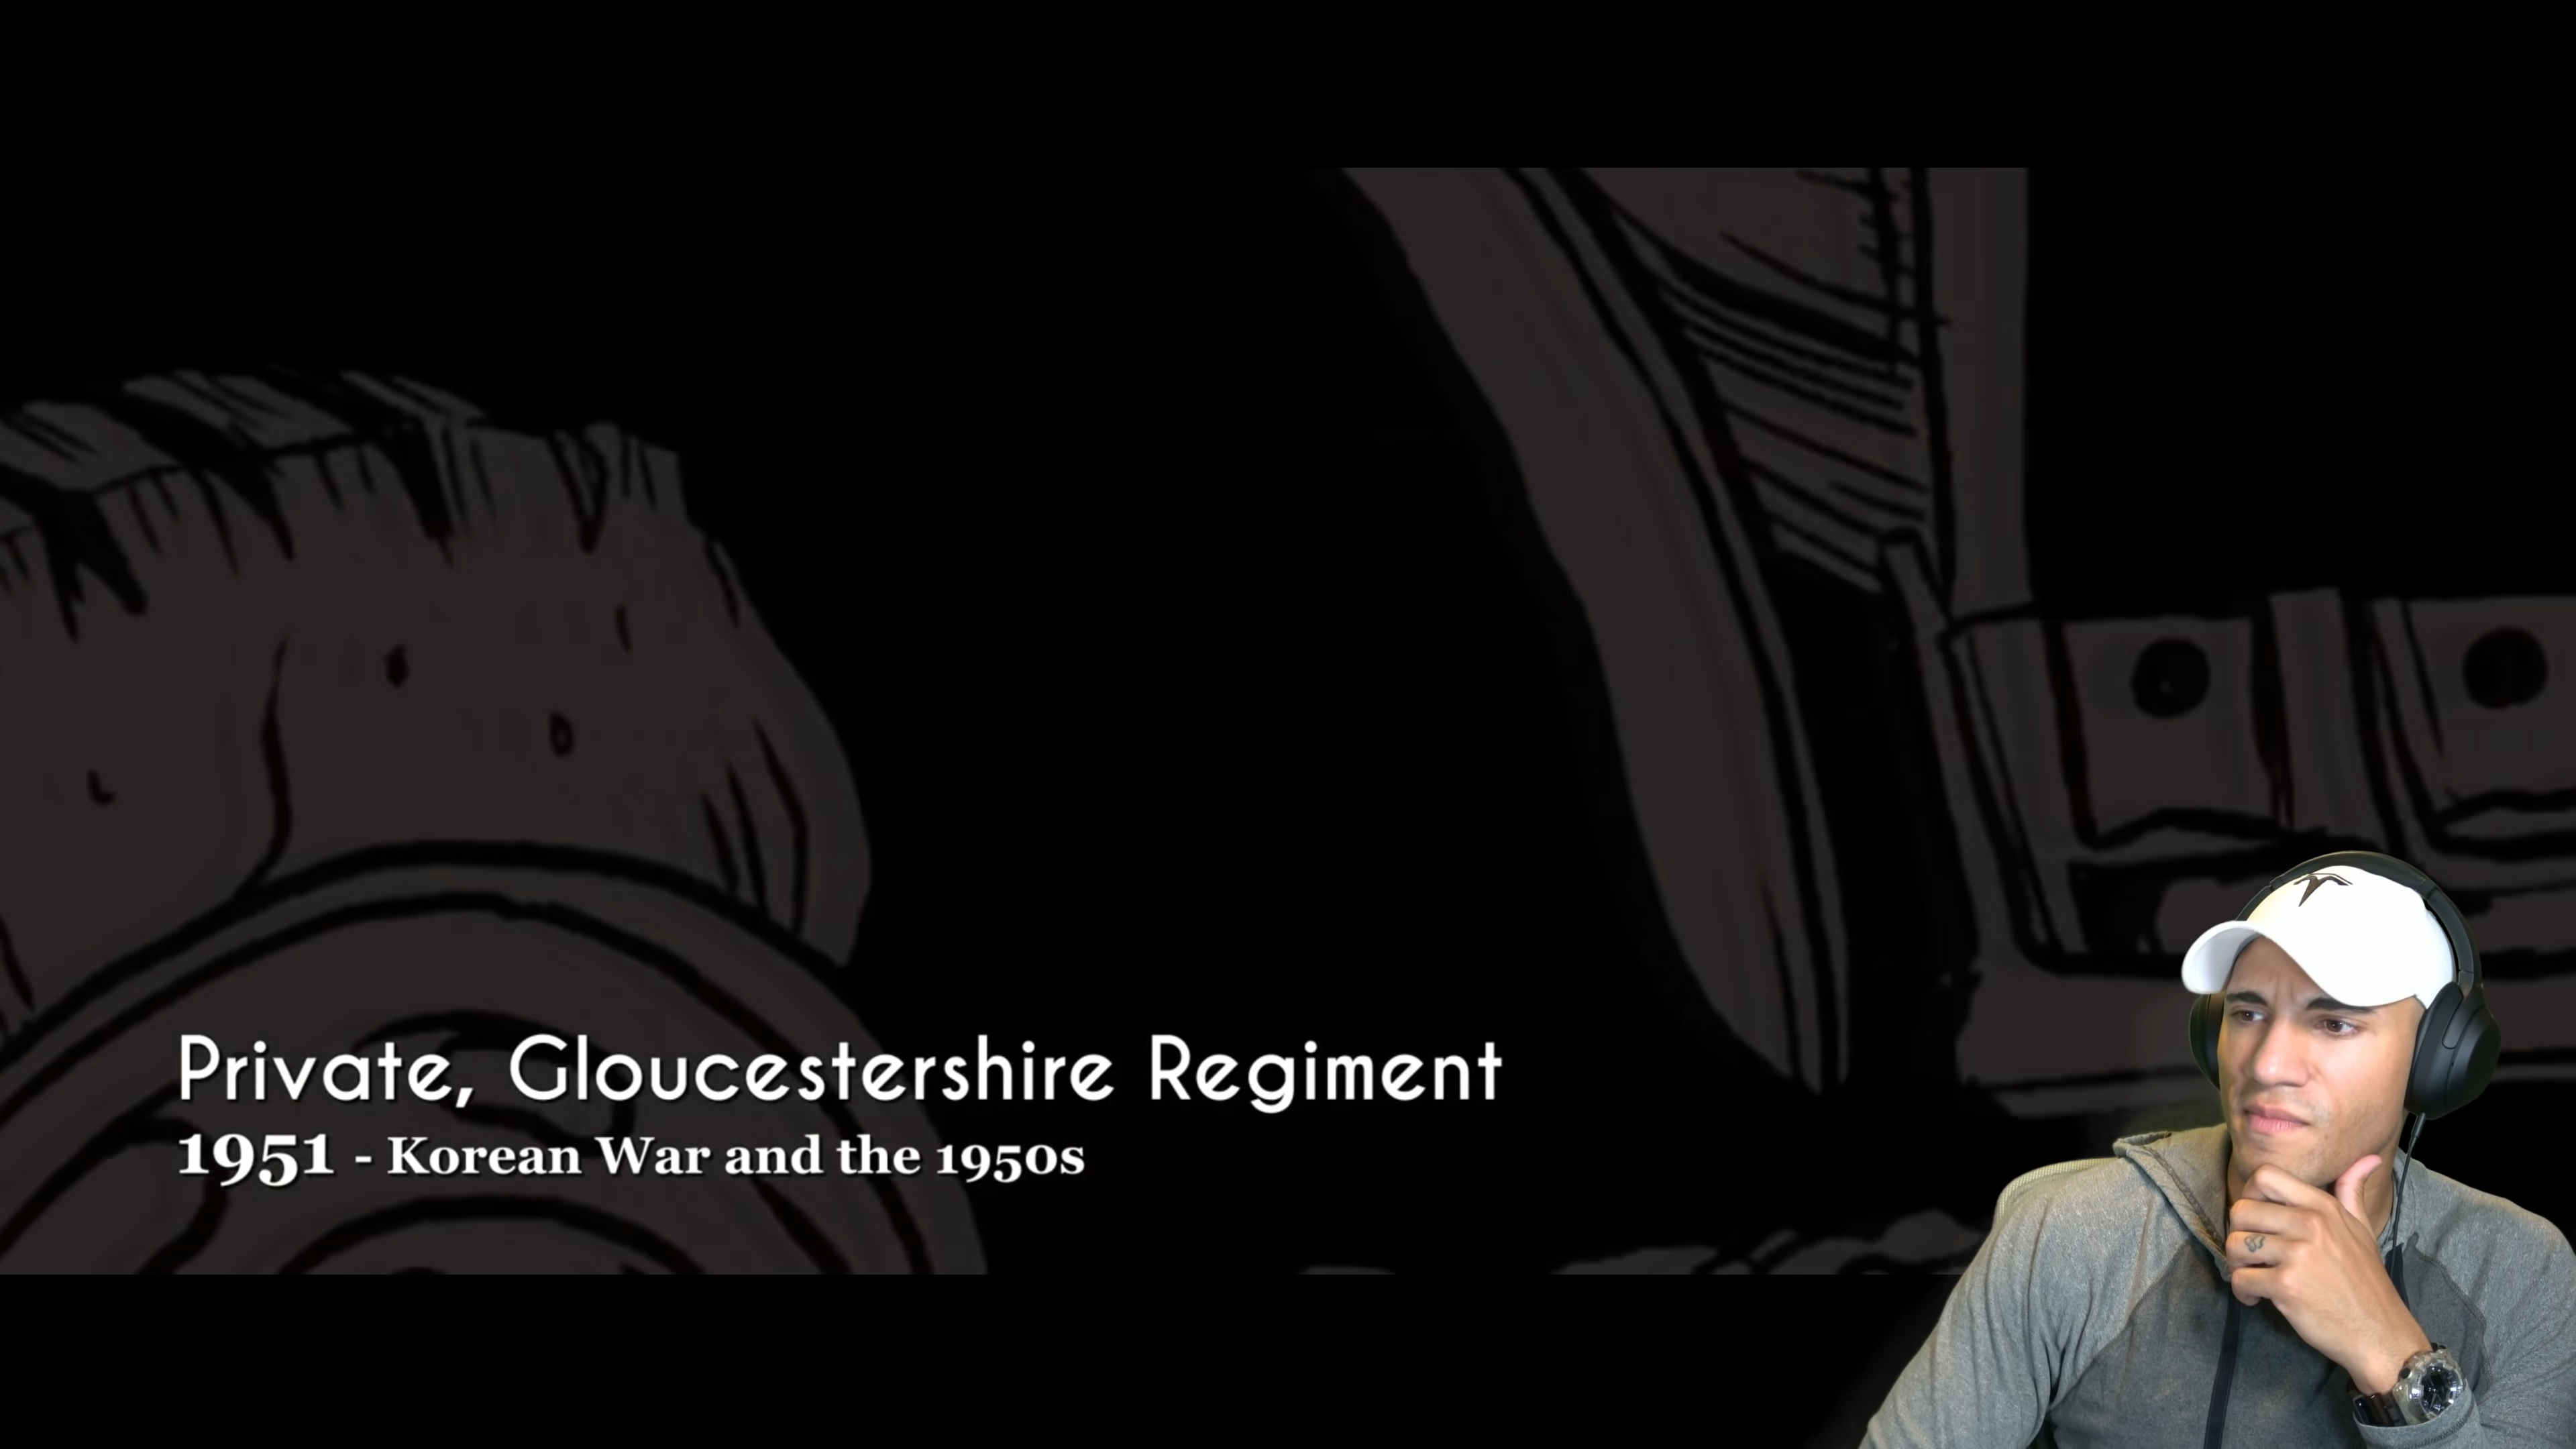 Private, Gloucestershire Regiment
1951 - Korean War and the 1950s